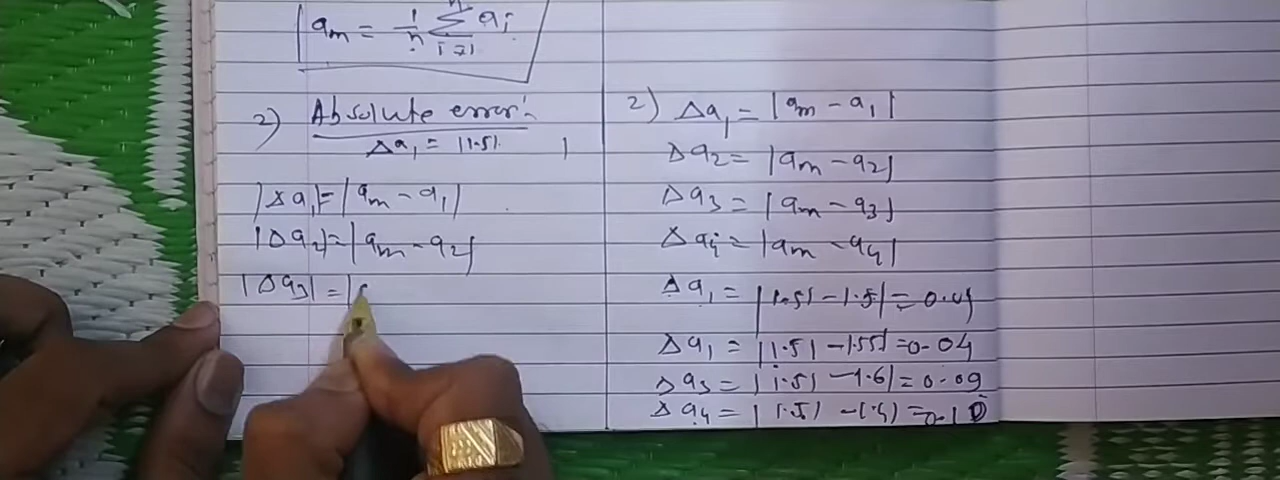 am = 1/n Σ ai
i=1
2) Absolute error:
Δa1 = |1.51
|Δa1| = |am - a1|
|Δa2| = |am - a2|
|Δa3| = |
2) Δa1 = |am - a1|
Δa2 = |am - a2|
Δa3 = |am - a3|
Δa4 = |am - a4|
Δa1 = |1.51 - 1.5| = 0.01
Δa1 = |1.51 - 1.55| = 0.04
Δa3 = |1.51 - 1.6| = 0.09
Δa4 = |1.51 - 1.4| = 0.10